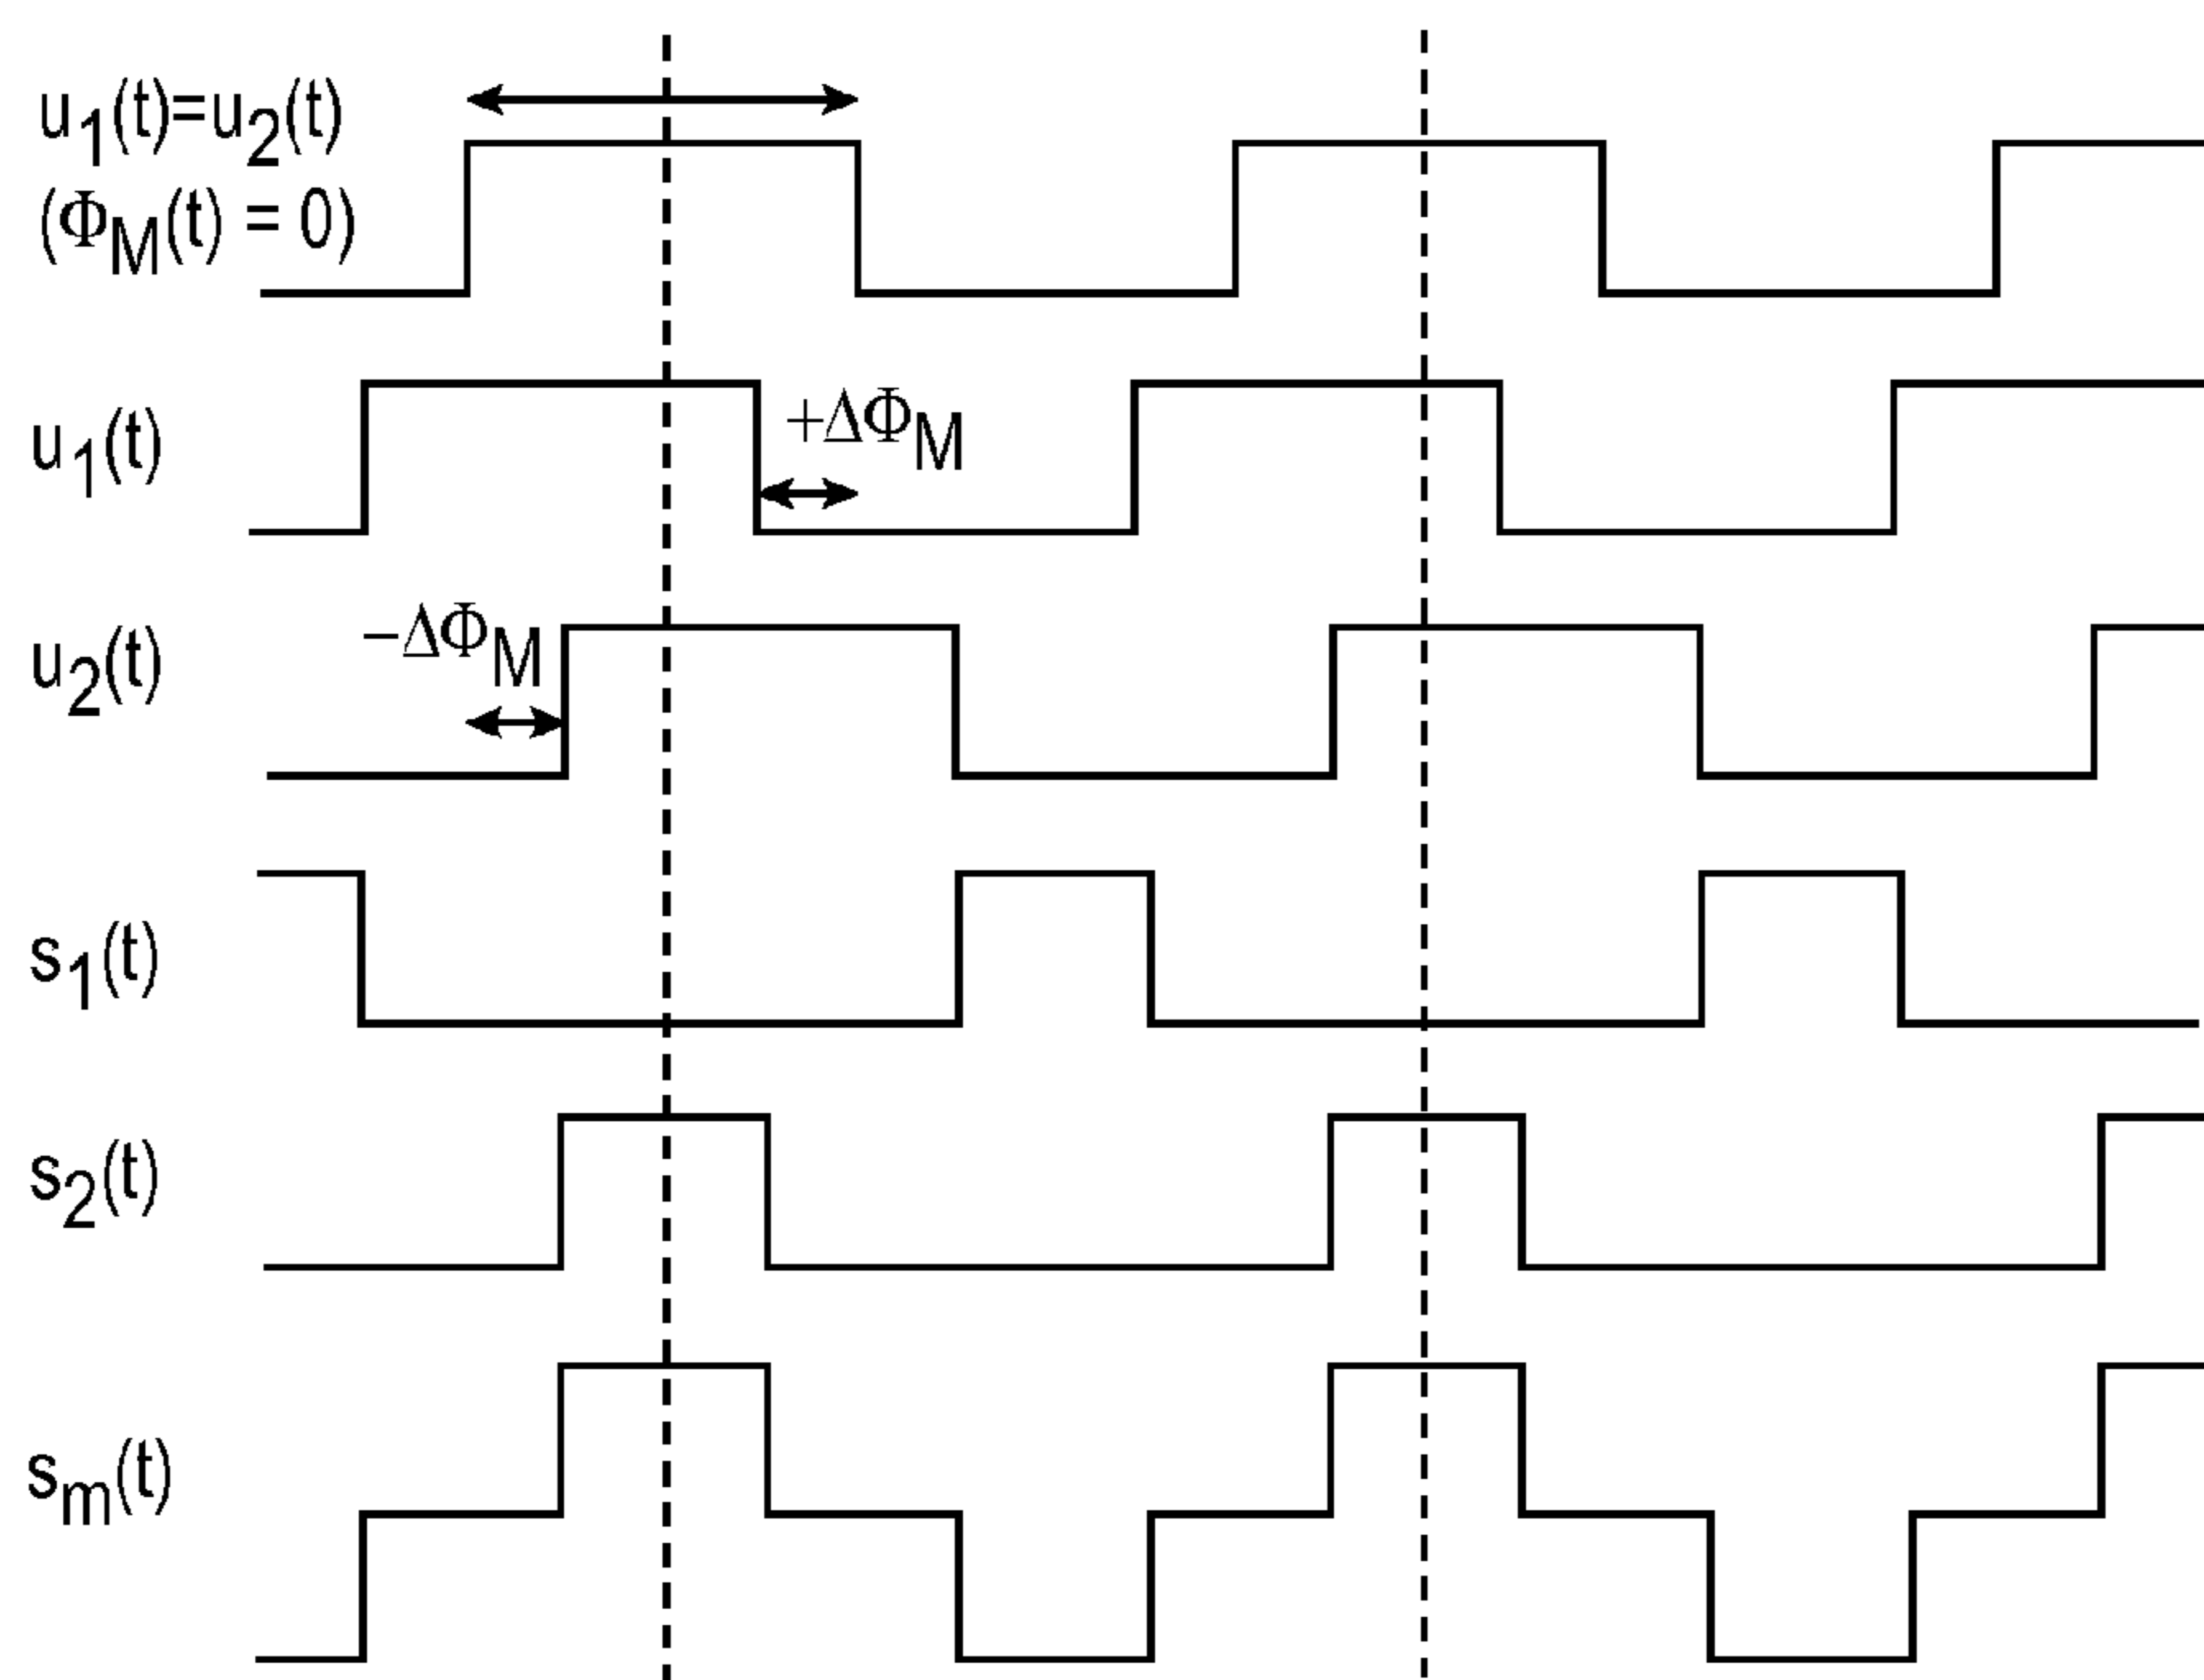 u1(t)=u2(t)
(ΦM(t) = 0)
u1(t)
+ΔΦM
u2(t)
−ΔΦM
s1(t)
s2(t)
sm(t)